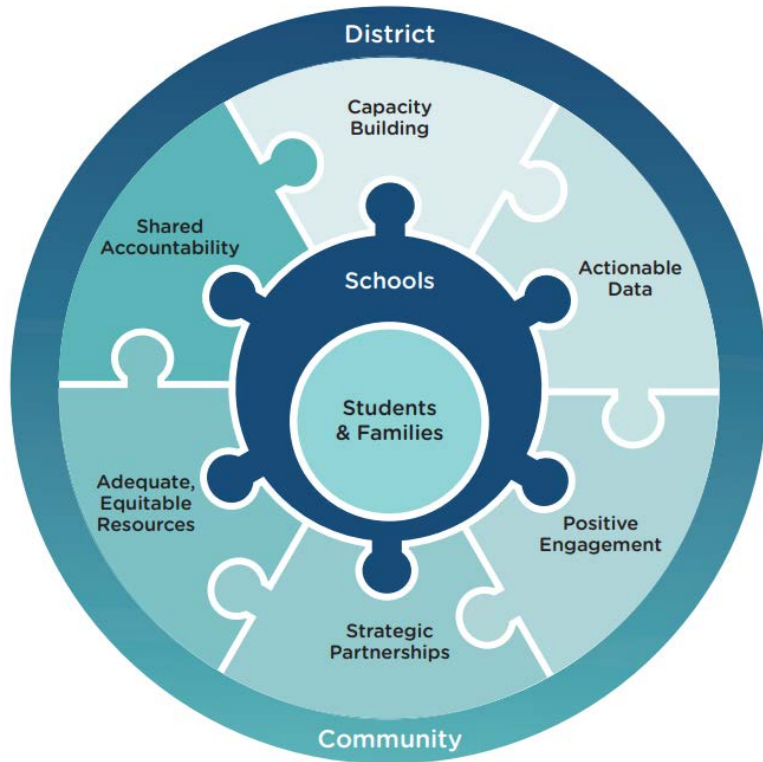 District
Capacity
Building
Shared
Accountability
Actionable
Data
Schools
Students
& Families
Adequate,
Equitable
Resources
Positive
Engagement
Strategic
Partnerships
Community